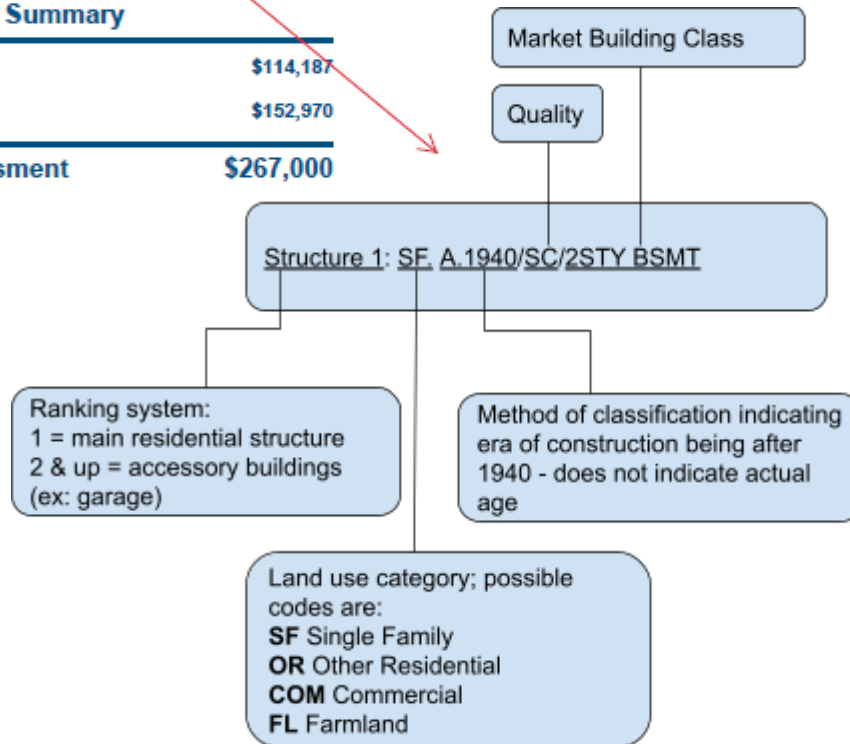 Summary
$114,187
$152,970
sment $267,000
Market Building Class
Quality
Structure 1: SF. A.1940/SC/2STY BSMT
Ranking system:
1 = main residential structure
2 & up = accessory buildings
(ex: garage)
Method of classification indicating
era of construction being after
1940 - does not indicate actual
age
Land use category; possible
codes are:
SF Single Family
OR Other Residential
COM Commercial
FL Farmland